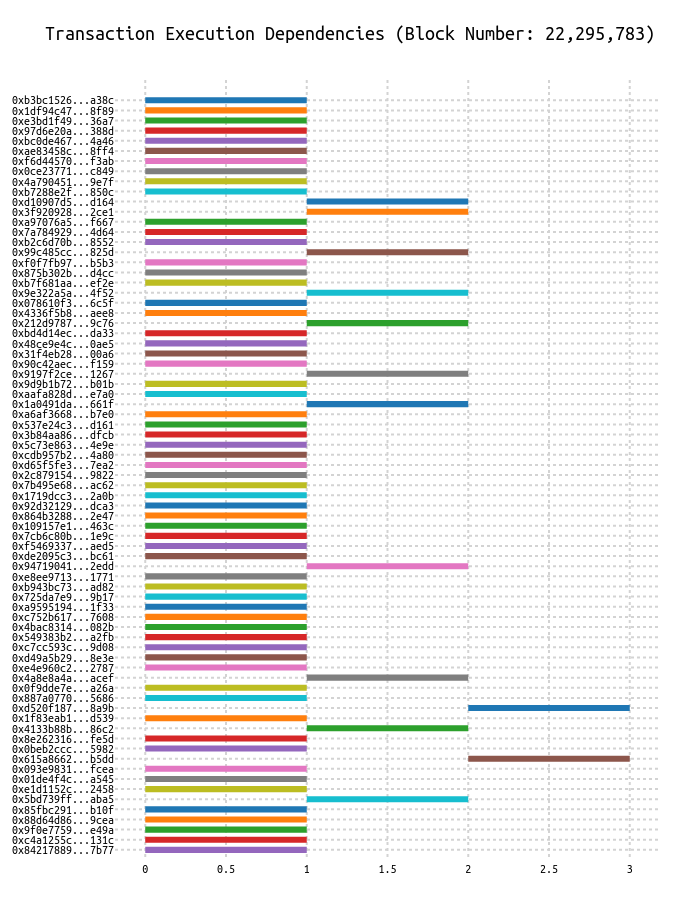 Transaction Execution Dependencies (Block Number: 22,295,783)
0xb3bc1526...a38c
0x1df94c47...8f89
0xe3bd1f49...36a7
0x97d6e20a...388d
0xbc0de467...4a46
0xae83458c...8ff4
0xf6d44570...f3ab
0x0ce23771...c849
0x4a790451...9e7f
0xb7288e2f...850c
0xd10907d5...d164
0x3f920928...2ce1
0xa97076a5...f667
0x7a784929...4d64
0xb2c6d70b...8552
0x99c485cc...825d
0xf0f7fb97...b5b3
0x875b302b...d4cc
0xb7f681aa...ef2e
0x9e322a5a...4f52
0x078610f3...6c5f
0x4336f5b8...aee8
0x212d9787...9c76
0xbd4d14ec...da33
0x48ce9e4c...0ae5
0x31f4eb28...00a6
0x90c42aec...f159
0x9197f2ce...1267
0x9d9b1b72...b01b
0xaafa828d...e7a0
0x1a0491da...661f
0xa6af3668...b7e0
0x537e24c3...d161
0x3b84aa86...dfcb
0x5c73e863...4e9e
0xcdb957b2...4a80
0xd65f5fe3...7ea2
0x2c879154...9822
0x7b495e68...ac62
0x1719dcc3...2a0b
0x92d32129...dca3
0x864b3288...2e47
0x109157e1...463c
0x7cb6c80b...1e9c
0xf5469337...aed5
0xde2095c3...bc61
0x94719041...2edd
0xe8ee9713...1771
0xb943bc73...ad82
0x725da7e9...9b17
0xa9595194...1f33
0xc752b617...7608
0x4bac8314...082b
0x549383b2...a2fb
0xc7cc593c...9d08
0xd49a5b29...8e3e
0xe4e960c2...2787
0x4a8e8a4a...acef
0x0f9dde7e...a26a
0x887a0770...5686
0xd520f187...8a9b
0x1f83eab1...d539
0x4133b88b...86c2
0x8e262316...fe5d
0x0beb2ccc...5982
0x615a8662...b5dd
0x093e9831...fcea
0x01de4f4c...a545
0xe1d1152c...2458
0x5bd739ff...aba5
0x85fbc291...b10f
0x88d64d86...9cea
0x9f0e7759...e49a
0xc4a1255c...131c
0x84217889...7b77
0 0.5 1 1.5 2 2.5 3